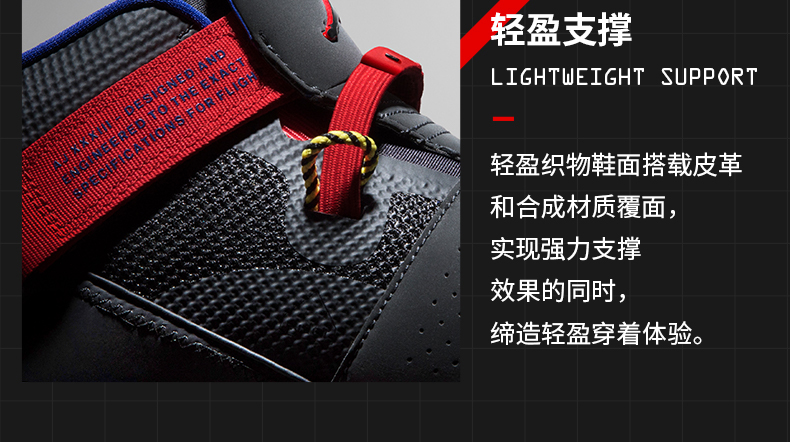 AJ XXXIII DESIGNED AND
ENGINEERED TO THE EXACT
SPECIFICATIONS FOR FLIGHT
轻盈支撑
LIGHTWEIGHT SUPPORT
轻盈织物鞋面搭载皮革
和合成材质覆面，
实现强力支撑
效果的同时，
缔造轻盈穿着体验。